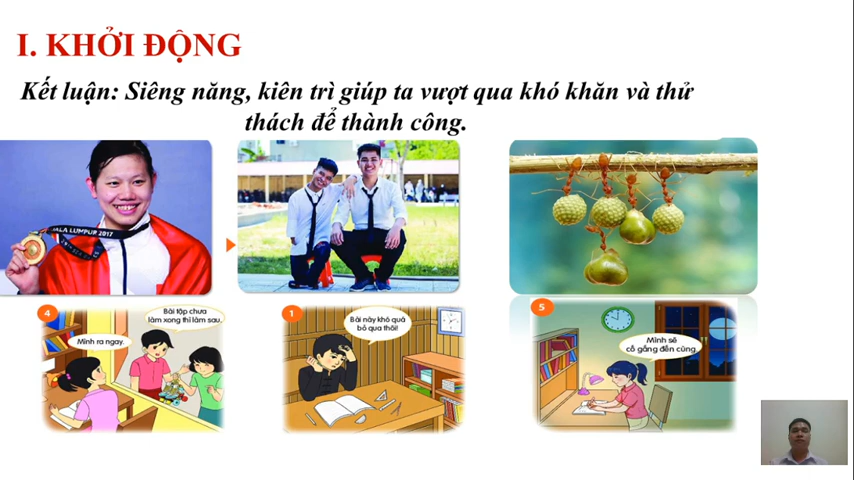 I. KHỞI ĐỘNG
Kết luận: Siêng năng, kiên trì giúp ta vượt qua khó khăn và thử
thách để thành công.
KUALA LUMPUR 2017
4
Bài tập chưa
làm xong thì làm sau.
Mình ra ngay.
1
Bài này khó quá
bỏ qua thôi!
5
Mình sẽ
cố gắng đến cùng.